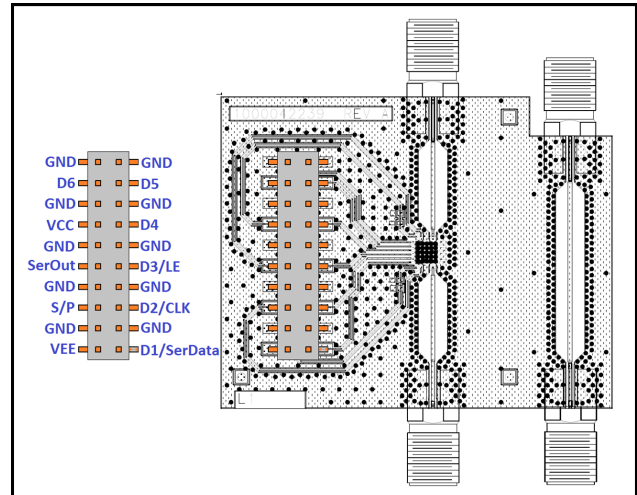 GND GND
D6 D5
GND GND
VCC D4
GND GND
SerOut D3/LE
GND GND
S/P D2/CLK
GND GND
VEE D1/SerData
REV A